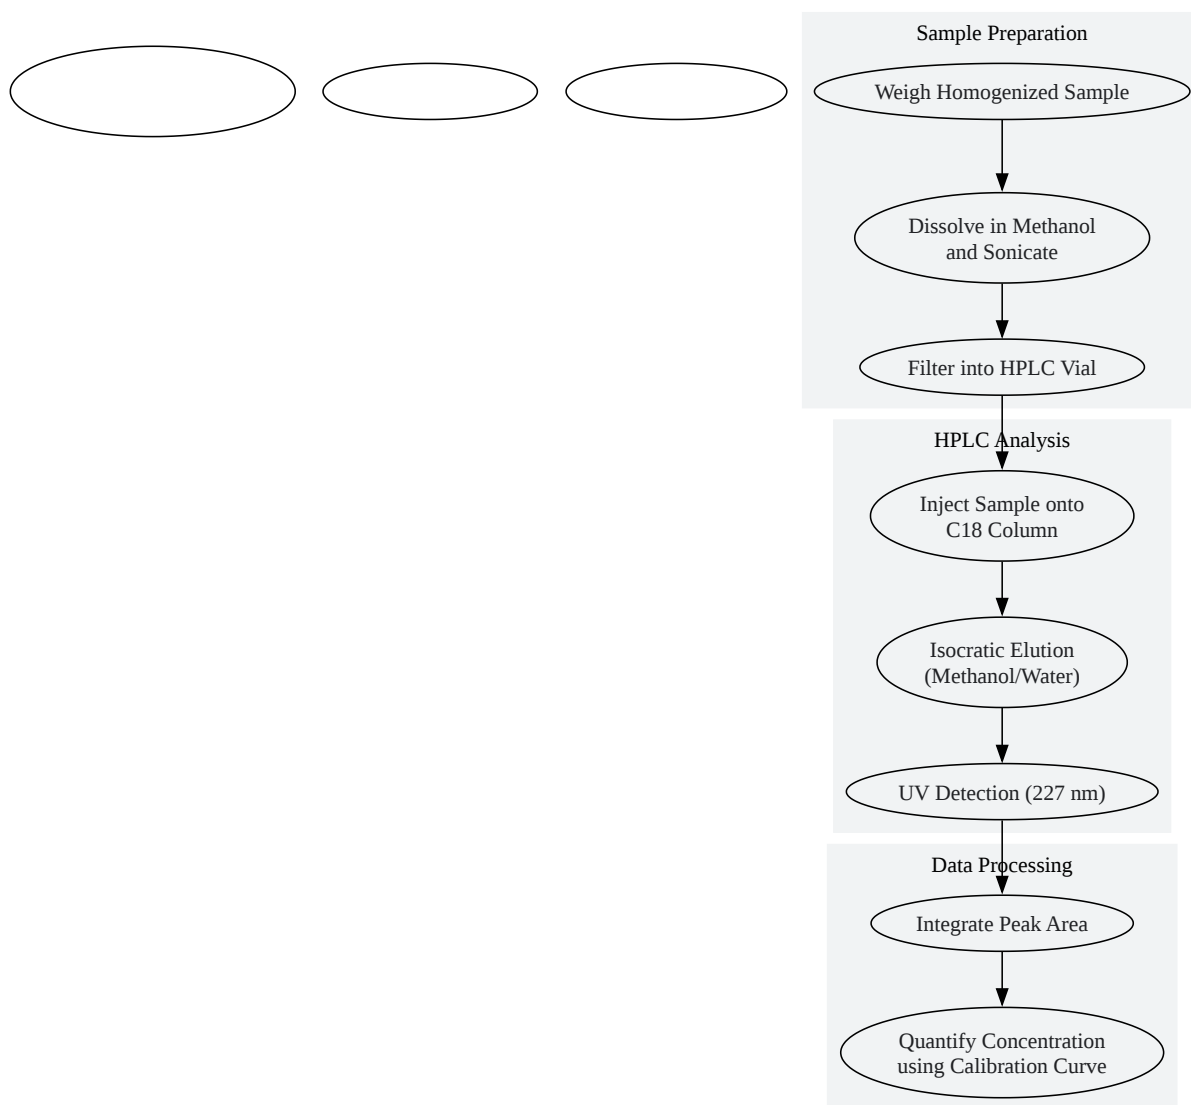 Sample Preparation
Weigh Homogenized Sample
Dissolve in Methanol
and Sonicate
Filter into HPLC Vial
HPLC Analysis
Inject Sample onto
C18 Column
Isocratic Elution
(Methanol/Water)
UV Detection (227 nm)
Data Processing
Integrate Peak Area
Quantify Concentration
using Calibration Curve